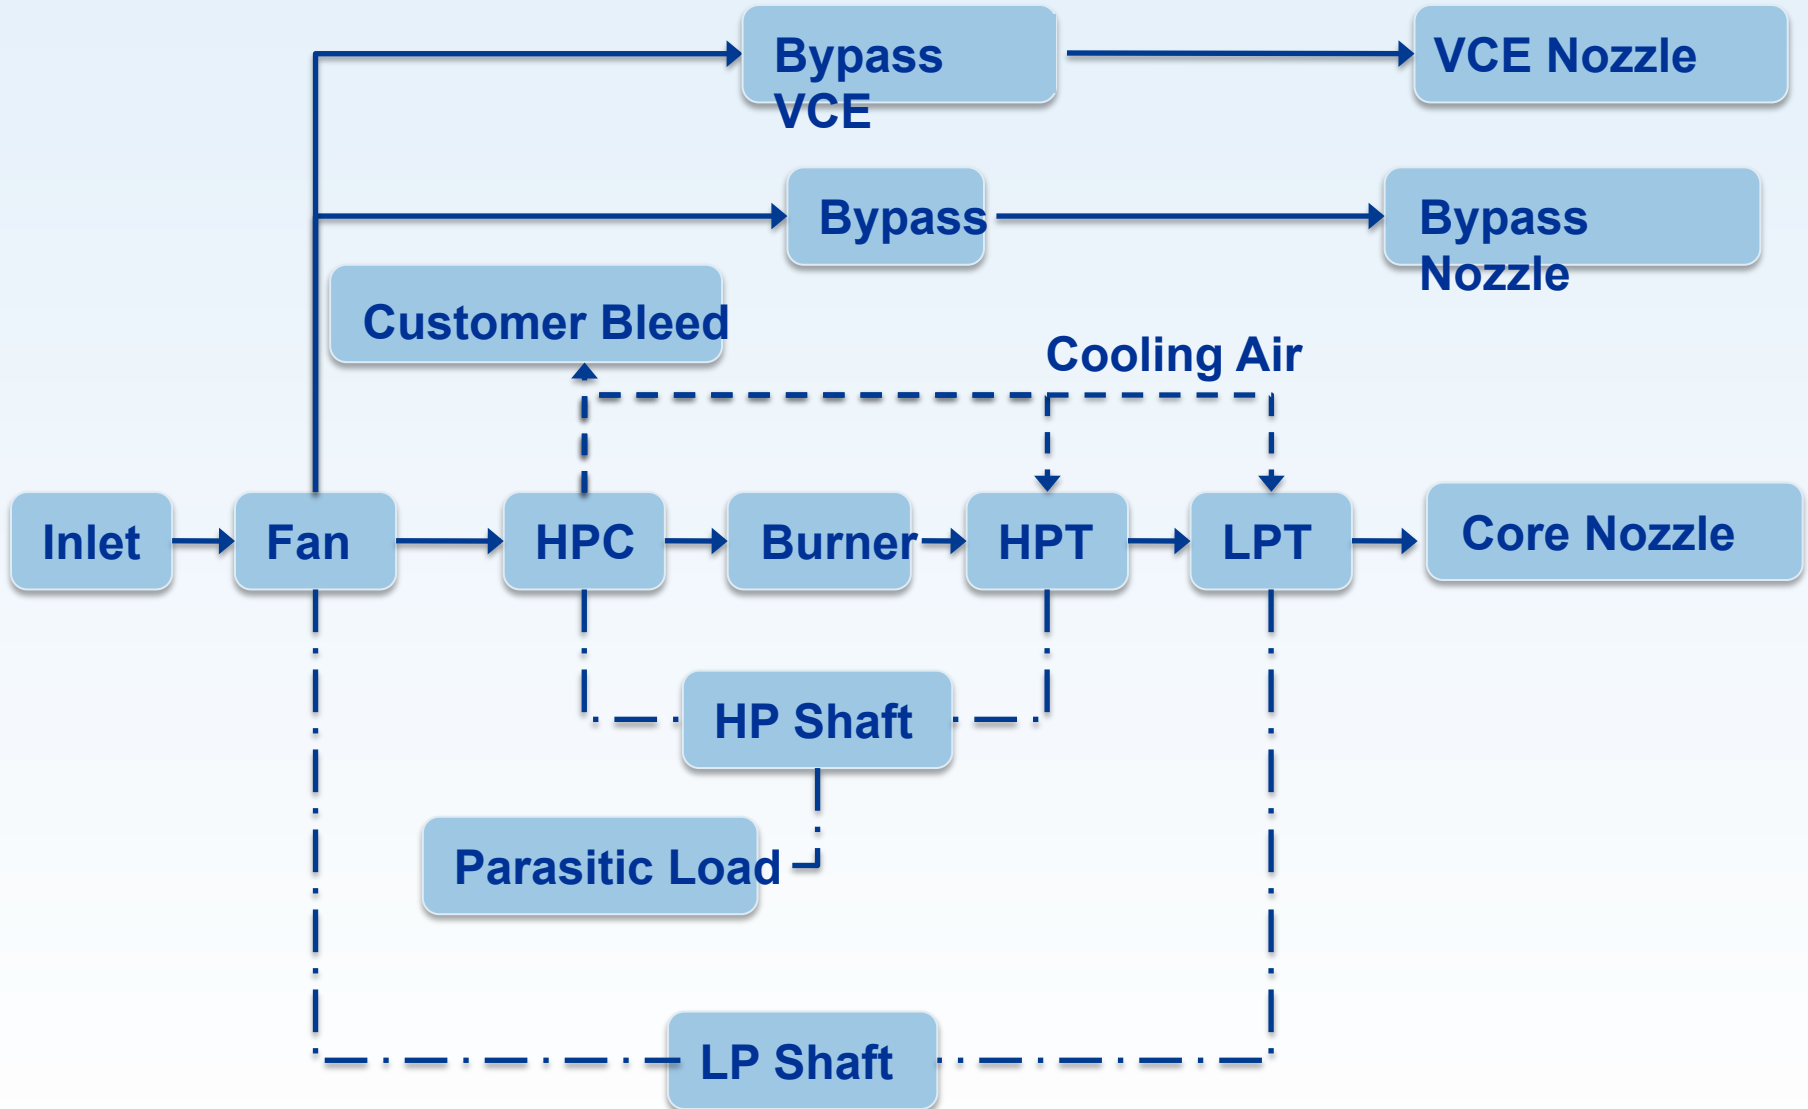 Bypass
VCE
VCE Nozzle
Bypass
Bypass
Nozzle
Customer Bleed
Cooling Air
Inlet
Fan
HPC
Burner
HPT
LPT
Core Nozzle
HP Shaft
Parasitic Load
LP Shaft